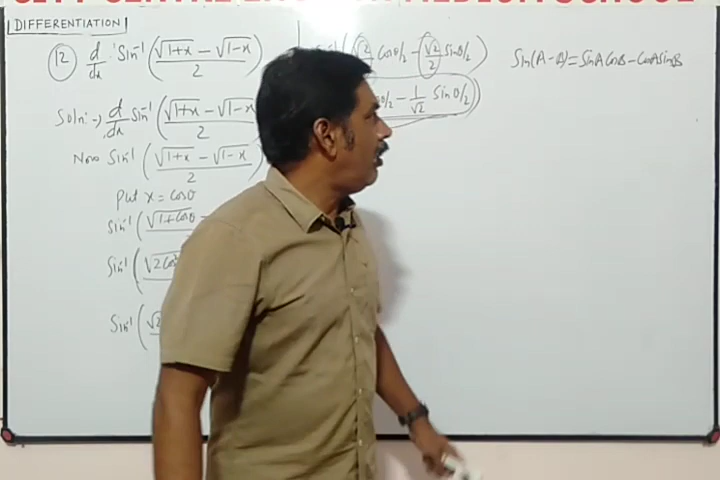 DIFFERENTIATION
12 d/dx Sin⁻¹ ((√1+x − √1−x)/2)
Soln: → d/dx Sin⁻¹ ((√1+x − √1−x)/2)
Now Sin⁻¹ ((√1+x − √1−x)/2)
put x = cosθ
Sin⁻¹ (√1+cosθ
Sin⁻¹ (√2cos²
Sin⁻¹ (√2
(√2/2 cosθ/2 − √2/2 sinθ/2)
θ/2 − 1/√2 sinθ/2)
Sin(A−B)=SinA CosB − CosA SinB